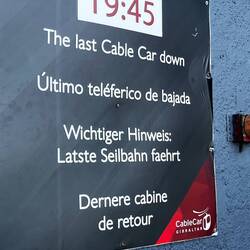 19:45
The last Cable Car down
Último teléferico de bajada
Wichtiger Hinweis:
Latste Seilbahn faehrt
Dernere cabine
de retour
CableCar
GIBRALTAR